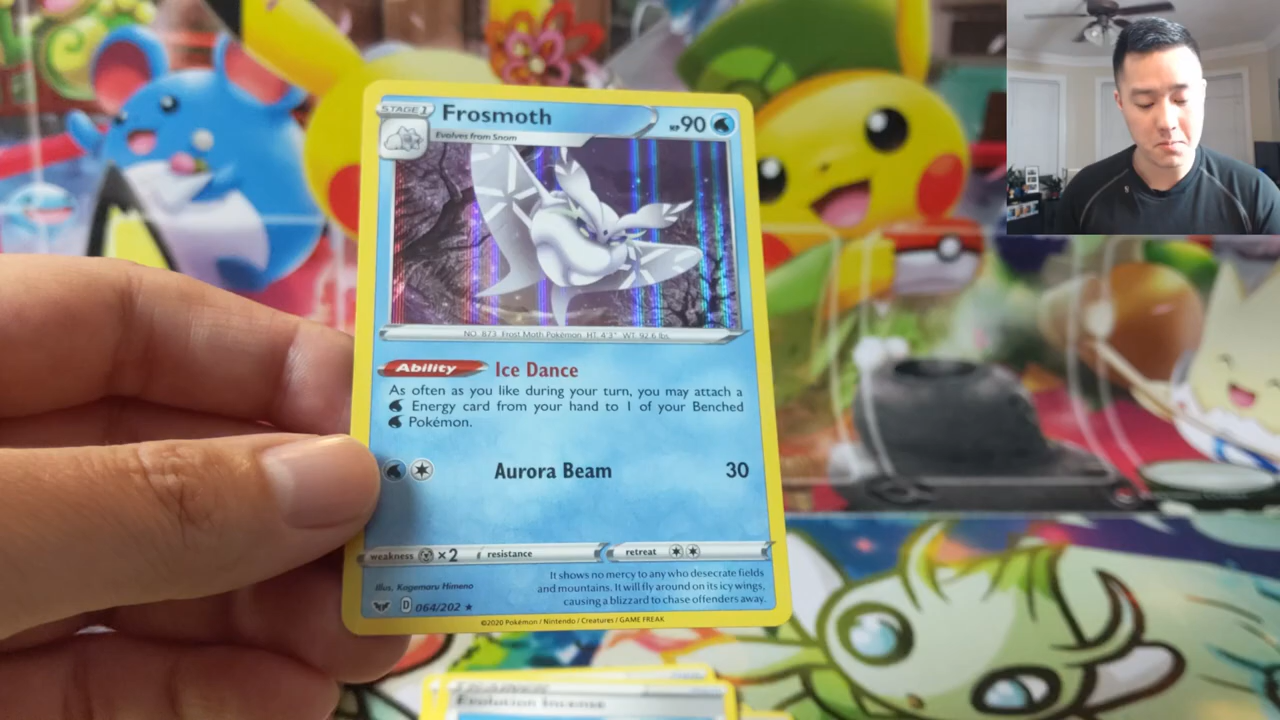 STAGE 1
Frosmoth
HP 90
Evolves from Snom
NO. 873 Frost Moth Pokémon HT: 4'3" WT: 92.6 lbs.
Ability Ice Dance
As often as you like during your turn, you may attach a
Energy card from your hand to 1 of your Benched
Pokémon.
Aurora Beam 30
weakness ×2 resistance retreat
It shows no mercy to any who desecrate fields
and mountains. It will fly around on its icy wings,
causing a blizzard to chase offenders away.
Illus. Kagemaru Himeno
D 064/202
©2020 Pokémon / Nintendo / Creatures / GAME FREAK
Evolution Incense